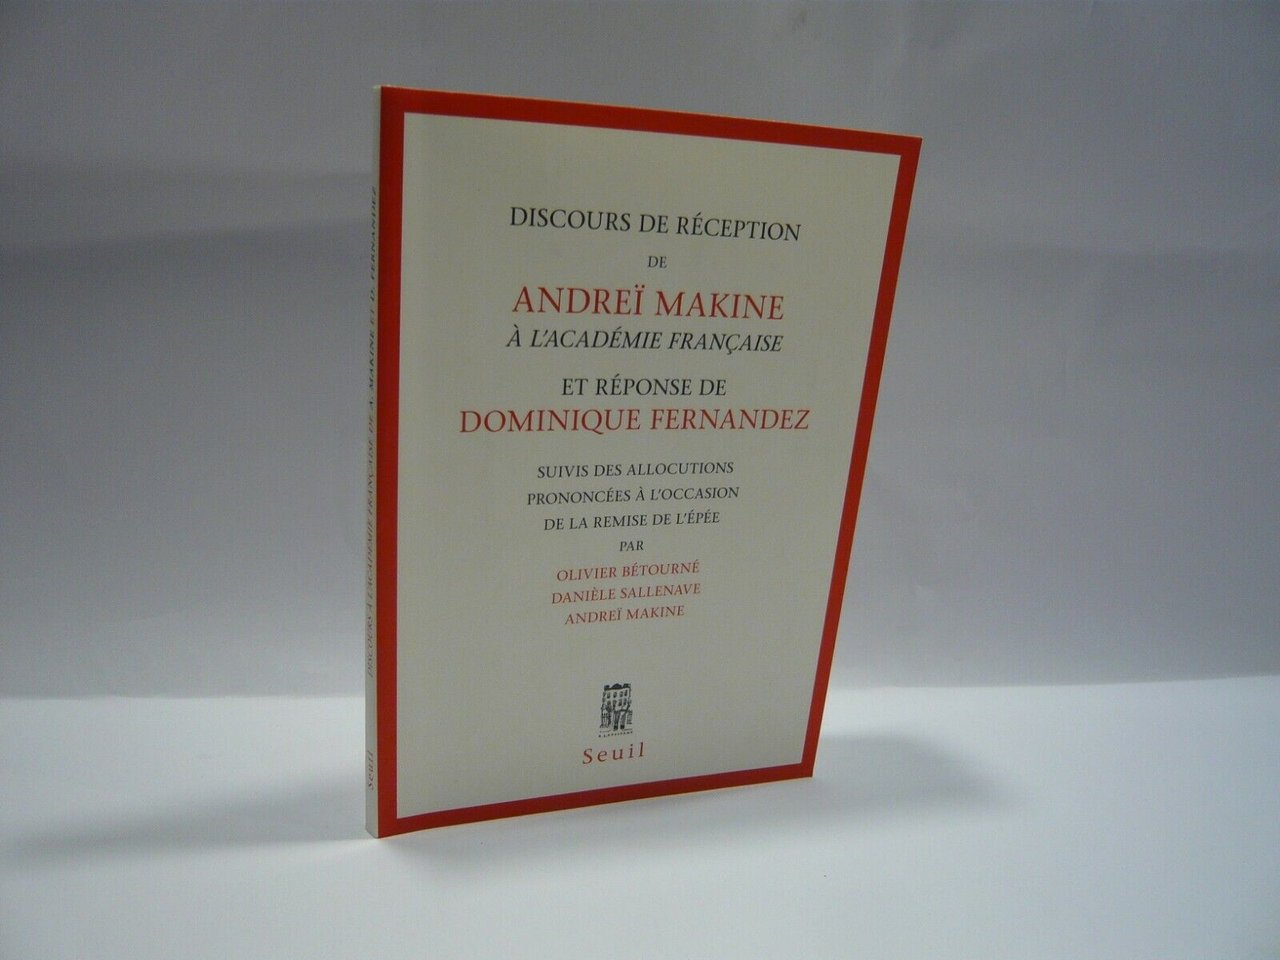 DISCOURS DE RÉCEPTION
DE
ANDREÏ MAKINE
À L'ACADÉMIE FRANÇAISE
ET RÉPONSE DE
DOMINIQUE FERNANDEZ
SUIVIS DES ALLOCUTIONS
PRONONCÉES À L'OCCASION
DE LA REMISE DE L'ÉPÉE
PAR
OLIVIER BÉTOURNÉ
DANIÈLE SALLENAVE
ANDREÏ MAKINE
Seuil
DISCOURS À L'ACADÉMIE FRANÇAISE DE A. MAKINE ET D. FERNANDEZ
Seuil